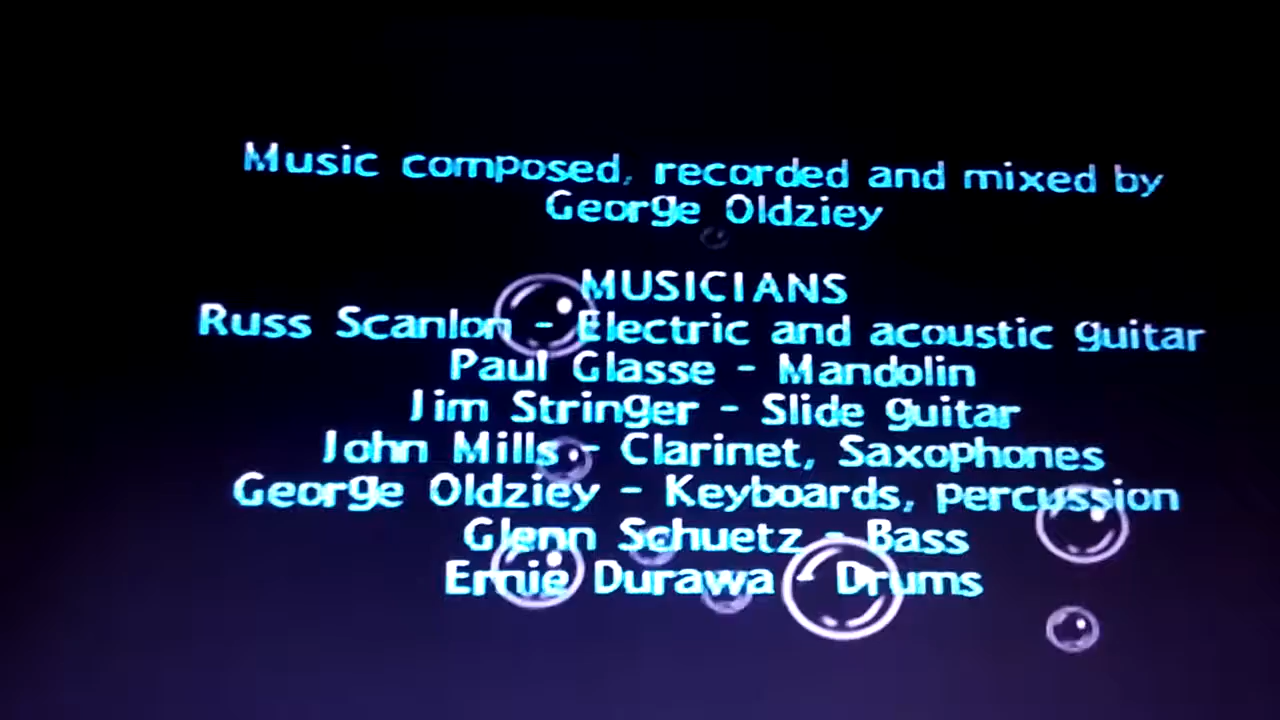 Music composed, recorded and mixed by
George Oldziey
MUSICIANS
Russ Scanlon - Electric and acoustic guitar
Paul Glasse - Mandolin
Jim Stringer - Slide guitar
John Mills - Clarinet, Saxophones
George Oldziey - Keyboards, percussion
Glenn Schuetz - Bass
Ernie Durawa - Drums